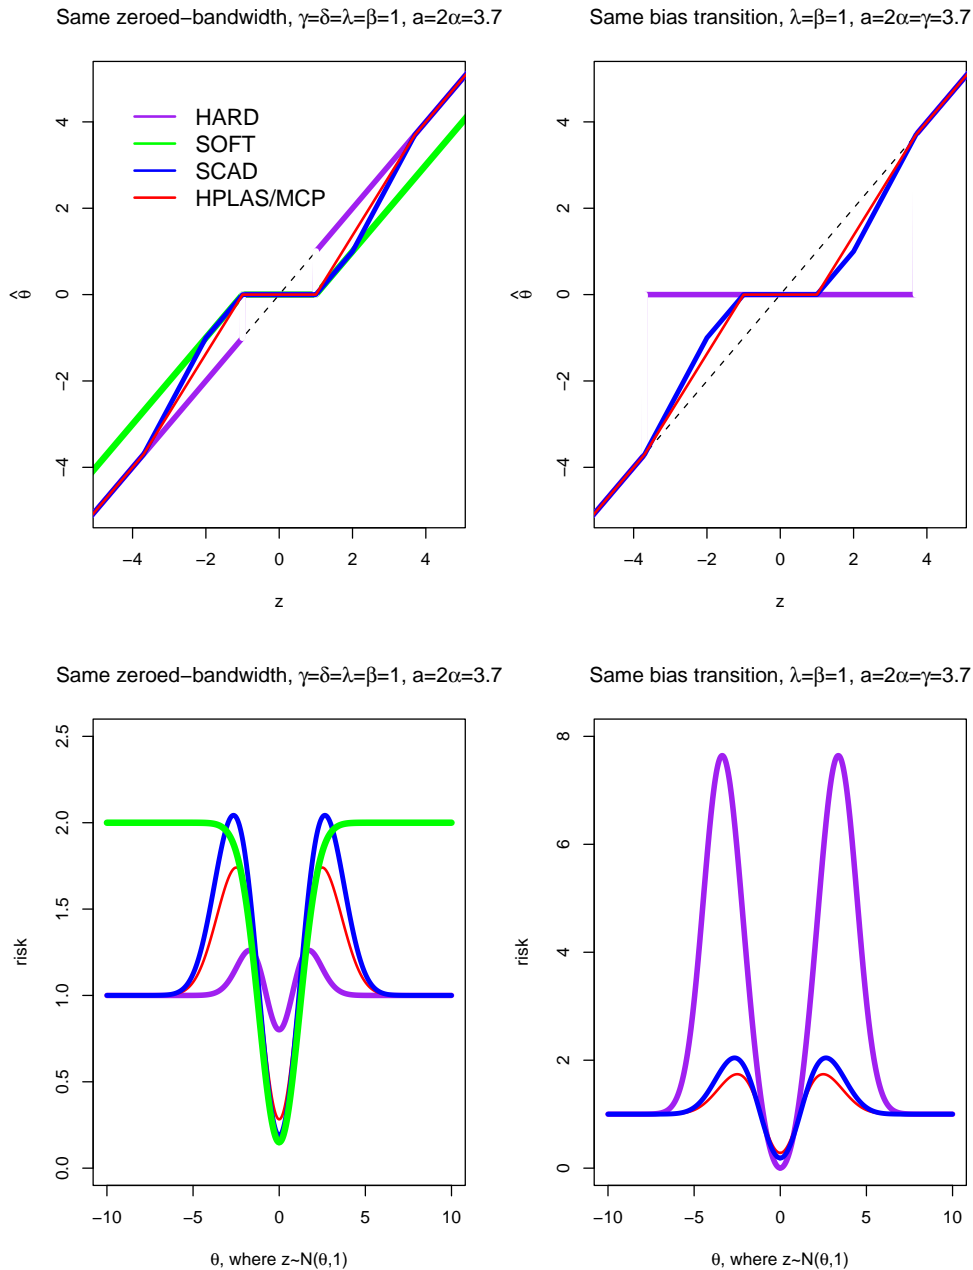 Same zeroed−bandwidth, γ=δ=λ=β=1, a=2α=3.7
Same bias transition, λ=β=1, a=2α=γ=3.7
4
2
0
−2
−4
θ̂
HARD
SOFT
SCAD
HPLAS/MCP
−4 −2 0 2 4
z
4
2
0
−2
−4
θ̂
−4 −2 0 2 4
z
Same zeroed−bandwidth, γ=δ=λ=β=1, a=2α=3.7
Same bias transition, λ=β=1, a=2α=γ=3.7
2.5
2.0
1.5
1.0
0.5
0.0
risk
−10 −5 0 5 10
θ, where z~N(θ,1)
8
6
4
2
0
risk
−10 −5 0 5 10
θ, where z~N(θ,1)